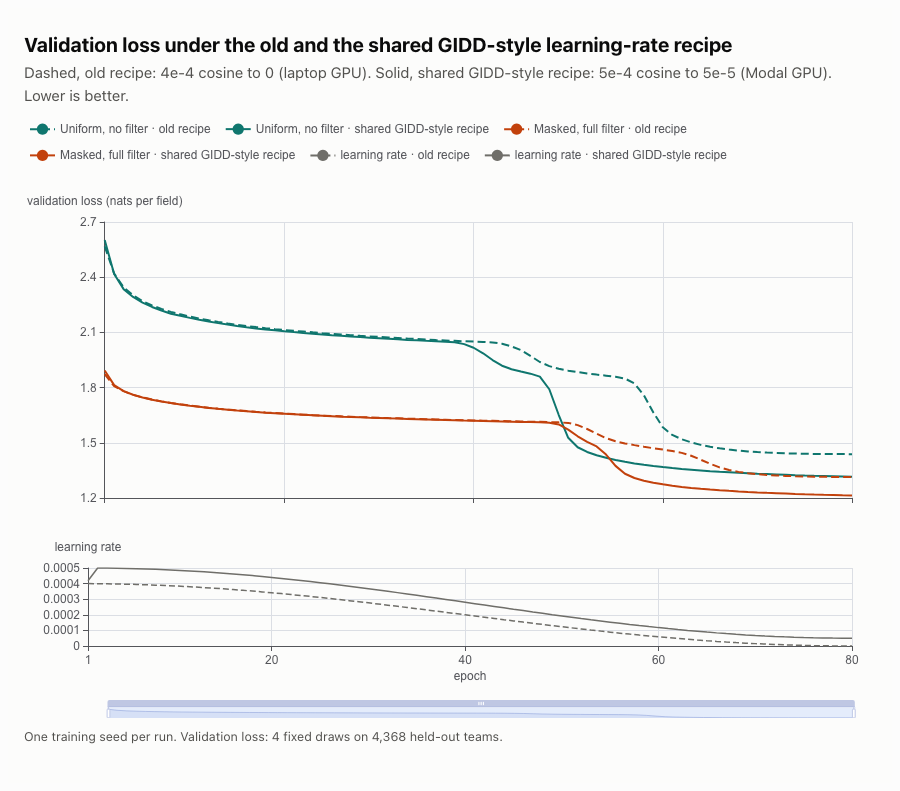 Validation loss under the old and the shared GIDD-style learning-rate recipe
Dashed, old recipe: 4e-4 cosine to 0 (laptop GPU). Solid, shared GIDD-style recipe: 5e-4 cosine to 5e-5 (Modal GPU).
Lower is better.
Uniform, no filter · old recipe
Uniform, no filter · shared GIDD-style recipe
Masked, full filter · old recipe
Masked, full filter · shared GIDD-style recipe
learning rate · old recipe
learning rate · shared GIDD-style recipe
validation loss (nats per field)
2.7
2.4
2.1
1.8
1.5
1.2
learning rate
0.0005
0.0004
0.0003
0.0002
0.0001
0
1
20
40
60
80
epoch
One training seed per run. Validation loss: 4 fixed draws on 4,368 held-out teams.